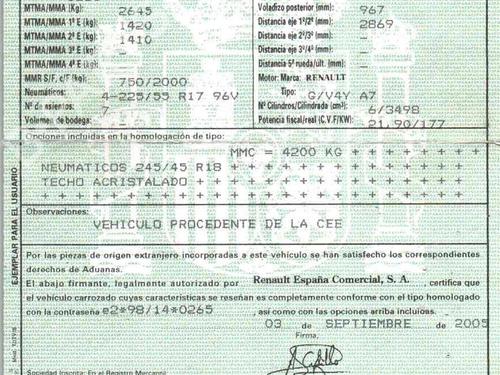 MTMA/MMA (Kg): 2645 Voladizo posterior (mm): 967
MTMA/MMA 1º E (kg): 1420 Distancia eje 1º/2º (mm): 2869
MTMA/MMA 2º E (kg): 1410 Distancia eje 2º/3º (mm): -
MTMA/MMA 3º E (kg): - Distancia eje 3º/4º (mm): -
MTMA/MMA 4º E (kg): - Distancia 5ª rueda/últ. (mm): -
MMR S/F, c/F (kg): 750/2000 Motor: Marca: RENAULT
Neumáticos: 4-225/55 R17 96V Tipo: G/V4Y A7
Nº de asientos: 7 Nº Cilindros/Cilindrada (cm³): 6/3498
Volumen de bodega: - Potencia fiscal/real (C.V.F/KW): 21,90/177
Opciones incluidas en la homologación de tipo:
MMC = 4200 KG + + + + + + +
NEUMATICOS 245/45 R18 + + + + + + + + + + + +
TECHO ACRISTALADO + + + + + + + + + + + + + +
+ + + + + + + + + + + + + + + + + + + + + + +
Observaciones:
VEHICULO PROCEDENTE DE LA CEE
Por las piezas de origen extranjero incorporadas a este vehículo se han satisfecho los correspondientes
derechos de Aduanas.
El abajo firmante, legalmente autorizado por Renault España Comercial, S. A. , certifica que
el vehículo carrozado cuyas características se reseñan es completamente conforme con el tipo homologado
con la contraseña e2*98/14*0265 , así como con las opciones arriba incluidas.
03 de SEPTIEMBRE de 2005
Firma,
Sociedad Inscrita: En el Registro Mercantil
EJEMPLAR PARA EL USUARIO